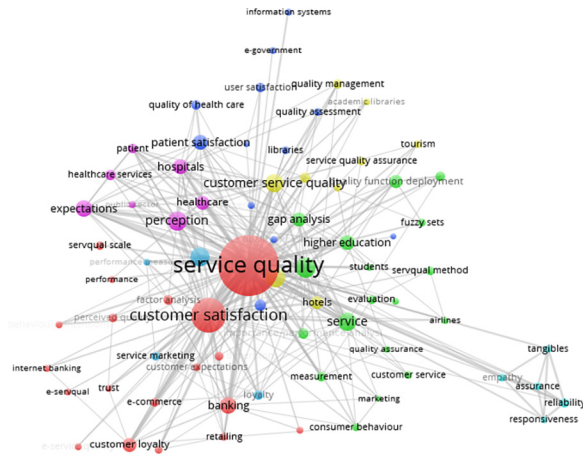 information systems
e-government
user satisfaction
quality management
academic libraries
quality of health care
quality assessment
patient satisfaction
tourism
patient
libraries
service quality assurance
hospitals
healthcare services
customer service quality
quality function deployment
healthcare
expectations
perception
gap analysis
fuzzy sets
higher education
servqual scale
service quality
students
servqual method
performance
factor analysis
hotels
evaluation
customer satisfaction
service
airlines
tangibles
service marketing
quality assurance
customer expectations
internet banking
measurement
customer service
empathy
assurance
e-servqual
trust
loyalty
e-commerce
banking
marketing
reliability
responsiveness
consumer behaviour
retailing
customer loyalty